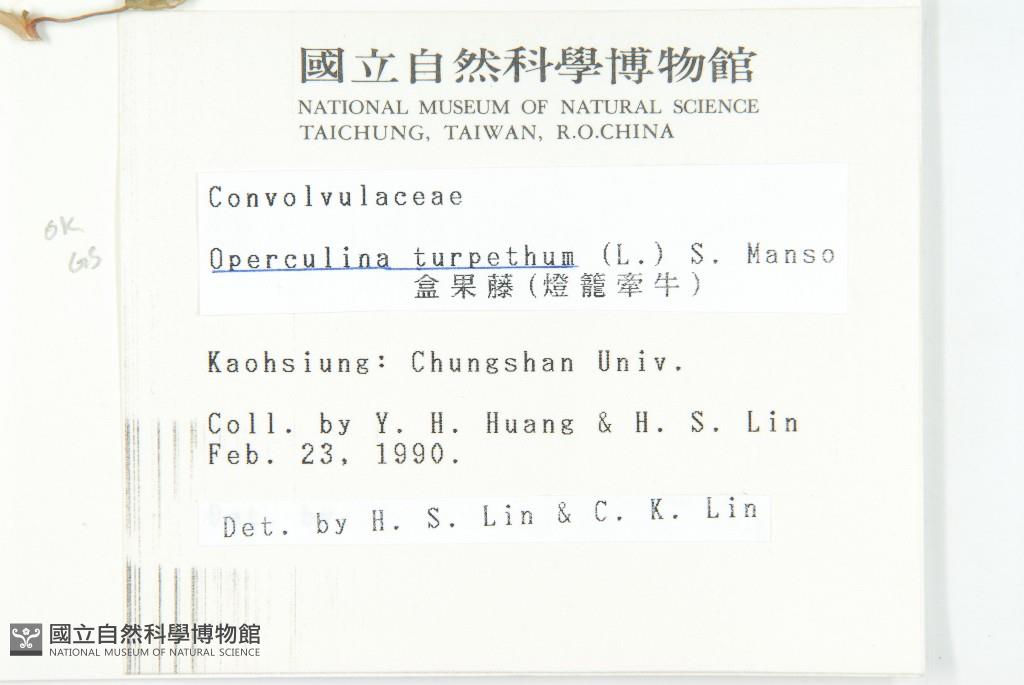 國立自然科學博物館
NATIONAL MUSEUM OF NATURAL SCIENCE
TAICHUNG, TAIWAN, R.O.CHINA
Convolvulaceae
Operculina turpethum (L.) S. Manso
盒果藤(燈籠牽牛)
OK
GS
Kaohsiung: Chungshan Univ.
Coll. by Y. H. Huang & H. S. Lin
Feb. 23, 1990.
Det. by H. S. Lin & C. K. Lin
國立自然科學博物館
NATIONAL MUSEUM OF NATURAL SCIENCE